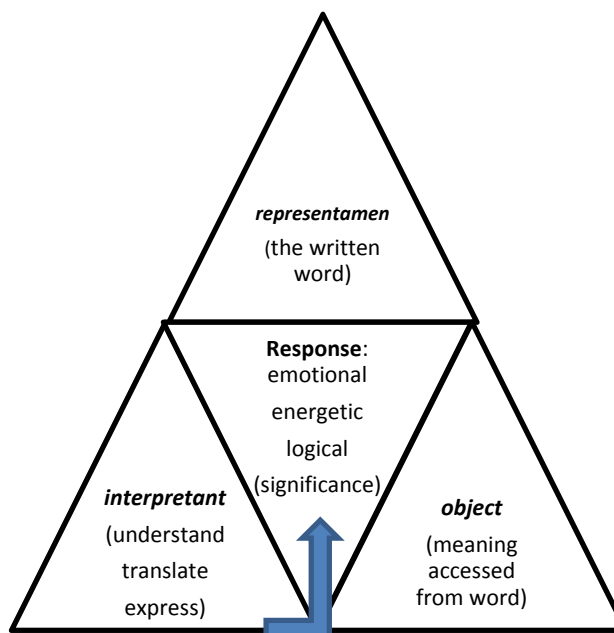 representamen
(the written
word)
Response:
emotional
energetic
logical
(significance)
interpretant
(understand
translate
express)
object
(meaning
accessed
from word)